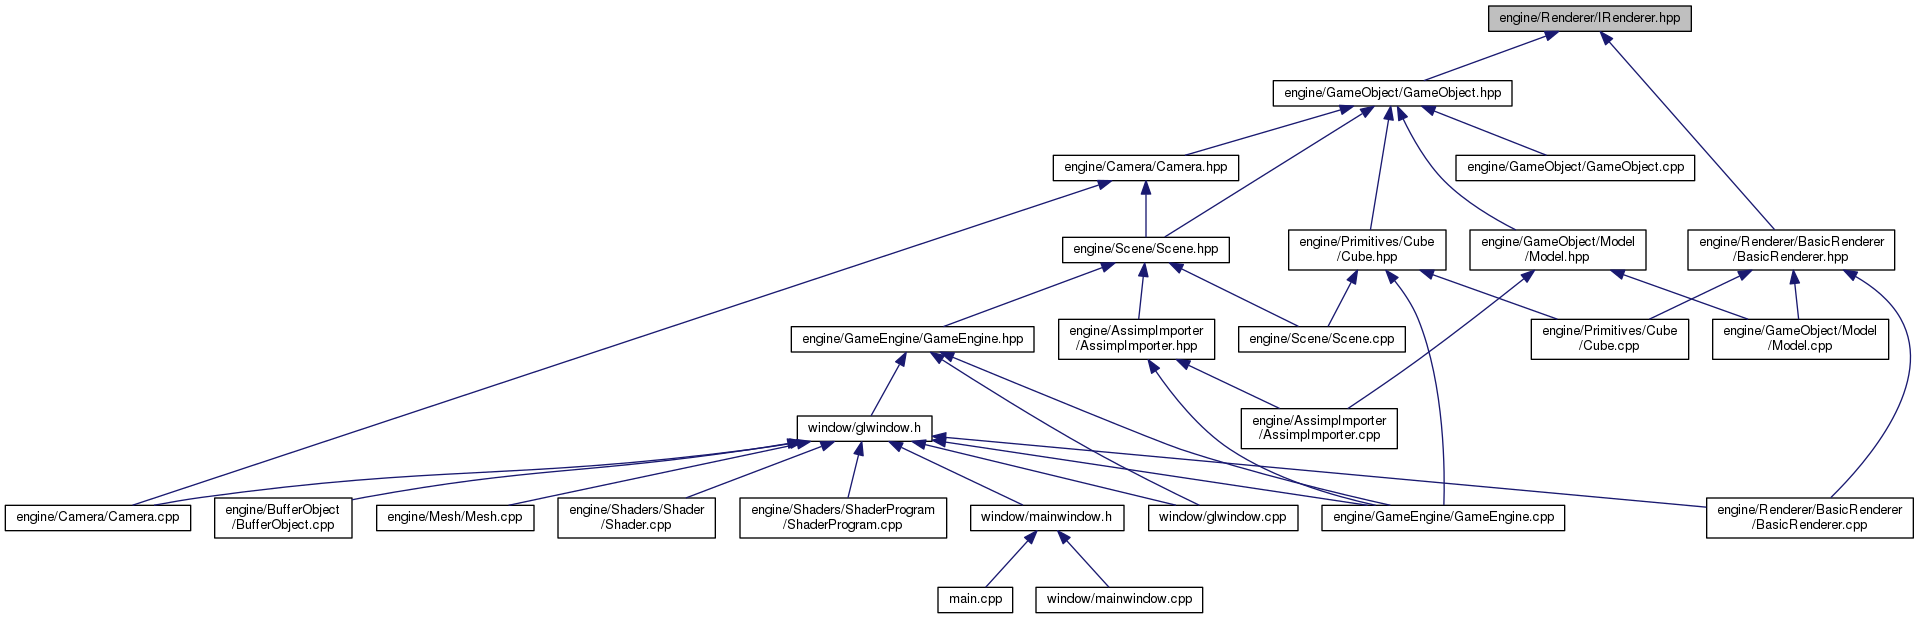 engine/Renderer/IRenderer.hpp
engine/GameObject/GameObject.hpp
engine/Camera/Camera.hpp
engine/GameObject/GameObject.cpp
engine/Scene/Scene.hpp
engine/Primitives/Cube
/Cube.hpp
engine/GameObject/Model
/Model.hpp
engine/Renderer/BasicRenderer
/BasicRenderer.hpp
engine/GameEngine/GameEngine.hpp
engine/AssimpImporter
/AssimpImporter.hpp
engine/Scene/Scene.cpp
engine/Primitives/Cube
/Cube.cpp
engine/GameObject/Model
/Model.cpp
window/glwindow.h
engine/AssimpImporter
/AssimpImporter.cpp
engine/Camera/Camera.cpp
engine/BufferObject
/BufferObject.cpp
engine/Mesh/Mesh.cpp
engine/Shaders/Shader
/Shader.cpp
engine/Shaders/ShaderProgram
/ShaderProgram.cpp
window/mainwindow.h
window/glwindow.cpp
engine/GameEngine/GameEngine.cpp
engine/Renderer/BasicRenderer
/BasicRenderer.cpp
main.cpp
window/mainwindow.cpp